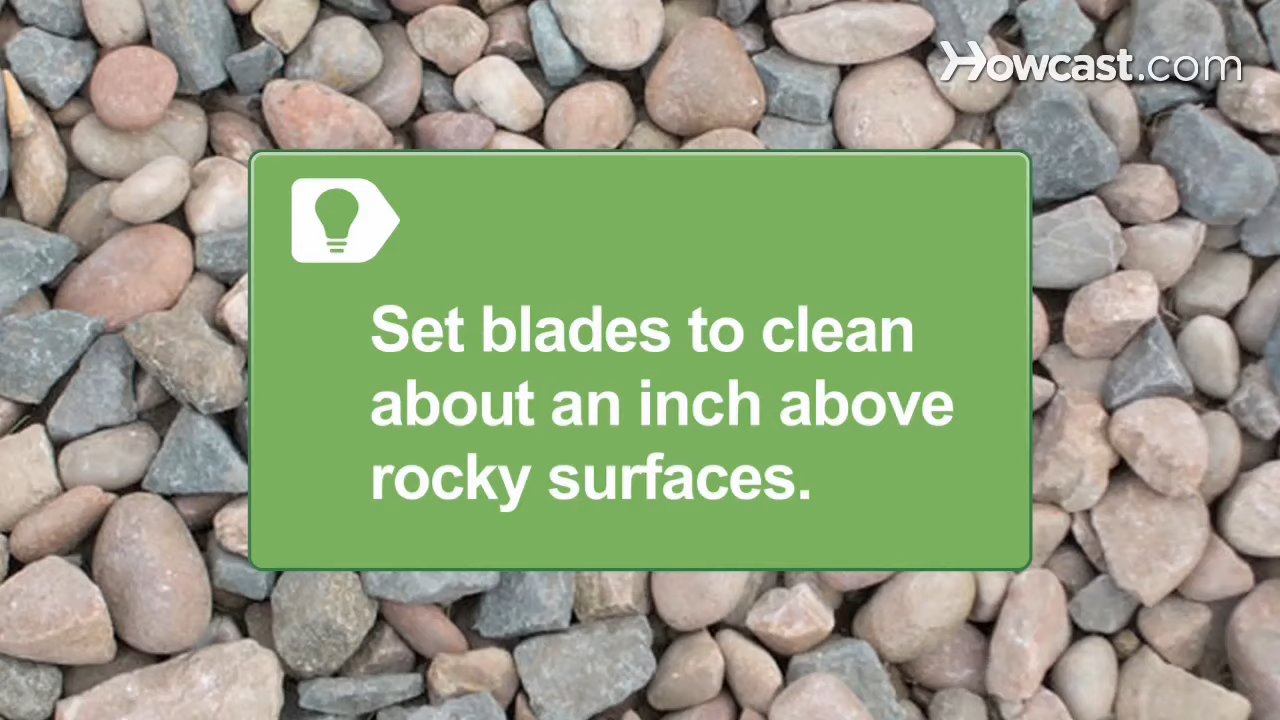 Howcast.com
Set blades to clean
about an inch above
rocky surfaces.